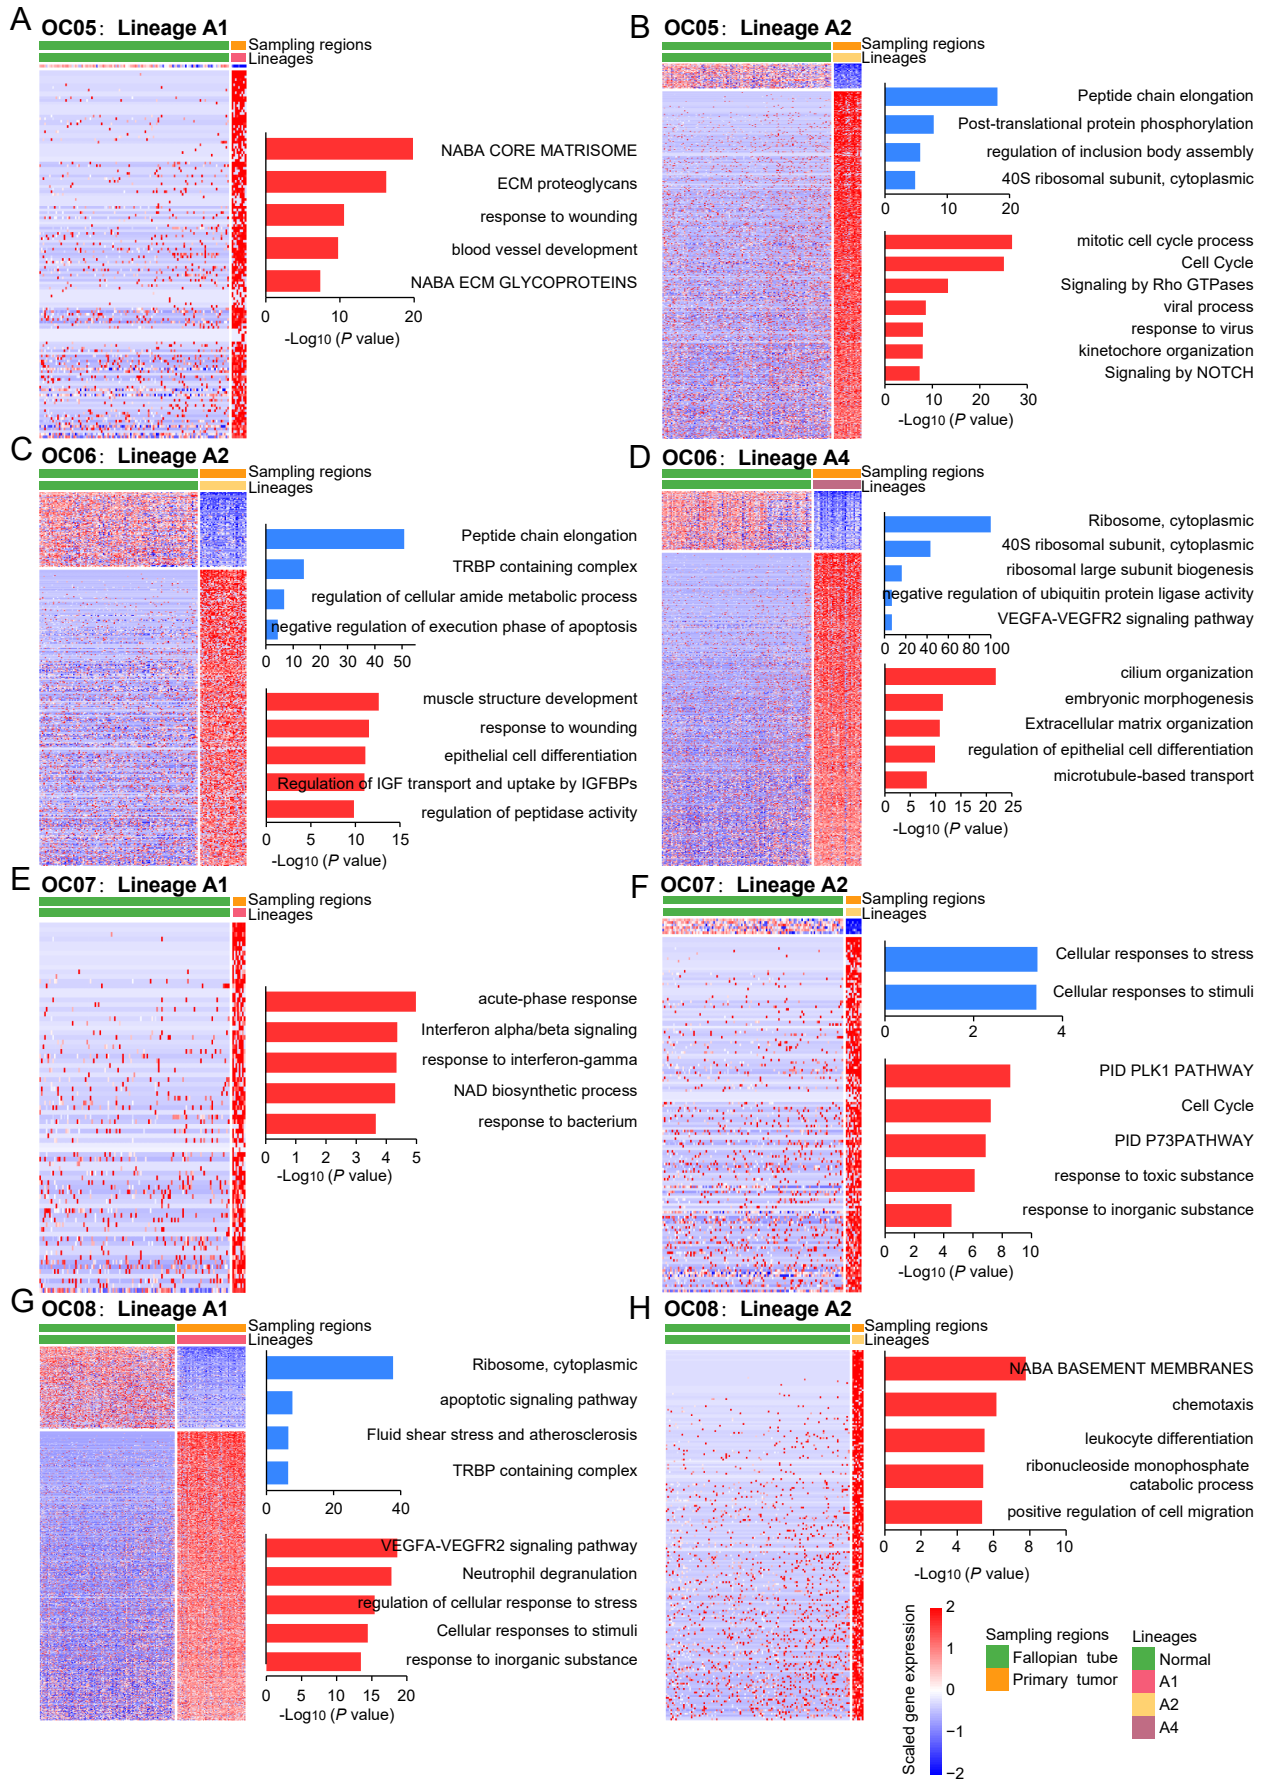 A
OC05: Lineage A1
Sampling regions
Lineages
NABA CORE MATRISOME
ECM proteoglycans
response to wounding
blood vessel development
NABA ECM GLYCOPROTEINS
0 10 20
-Log10 (P value)
B
OC05: Lineage A2
Sampling regions
Lineages
Peptide chain elongation
Post-translational protein phosphorylation
regulation of inclusion body assembly
40S ribosomal subunit, cytoplasmic
0 10 20
mitotic cell cycle process
Cell Cycle
Signaling by Rho GTPases
viral process
response to virus
kinetochore organization
Signaling by NOTCH
0 10 20 30
-Log10 (P value)
C
OC06: Lineage A2
Sampling regions
Lineages
Peptide chain elongation
TRBP containing complex
regulation of cellular amide metabolic process
negative regulation of execution phase of apoptosis
0 10 20 30 40 50
muscle structure development
response to wounding
epithelial cell differentiation
Regulation of IGF transport and uptake by IGFBPs
regulation of peptidase activity
0 5 10 15
-Log10 (P value)
D
OC06: Lineage A4
Sampling regions
Lineages
Ribosome, cytoplasmic
40S ribosomal subunit, cytoplasmic
ribosomal large subunit biogenesis
negative regulation of ubiquitin protein ligase activity
VEGFA-VEGFR2 signaling pathway
0 20 40 60 80 100
cilium organization
embryonic morphogenesis
Extracellular matrix organization
regulation of epithelial cell differentiation
microtubule-based transport
0 5 10 15 20 25
-Log10 (P value)
E
OC07: Lineage A1
Sampling regions
Lineages
acute-phase response
Interferon alpha/beta signaling
response to interferon-gamma
NAD biosynthetic process
response to bacterium
0 1 2 3 4 5
-Log10 (P value)
F
OC07: Lineage A2
Sampling regions
Lineages
Cellular responses to stress
Cellular responses to stimuli
0 2 4
PID PLK1 PATHWAY
Cell Cycle
PID P73PATHWAY
response to toxic substance
response to inorganic substance
0 2 4 6 8 10
-Log10 (P value)
G
OC08: Lineage A1
Sampling regions
Lineages
Ribosome, cytoplasmic
apoptotic signaling pathway
Fluid shear stress and atherosclerosis
TRBP containing complex
0 20 40
VEGFA-VEGFR2 signaling pathway
Neutrophil degranulation
regulation of cellular response to stress
Cellular responses to stimuli
response to inorganic substance
0 5 10 15 20
-Log10 (P value)
H
OC08: Lineage A2
Sampling regions
Lineages
NABA BASEMENT MEMBRANES
chemotaxis
leukocyte differentiation
ribonucleoside monophosphate
catabolic process
positive regulation of cell migration
0 2 4 6 8 10
-Log10 (P value)
Scaled gene expression
2
1
0
−1
−2
Sampling regions
Fallopian tube
Primary tumor
Lineages
Normal
A1
A2
A4